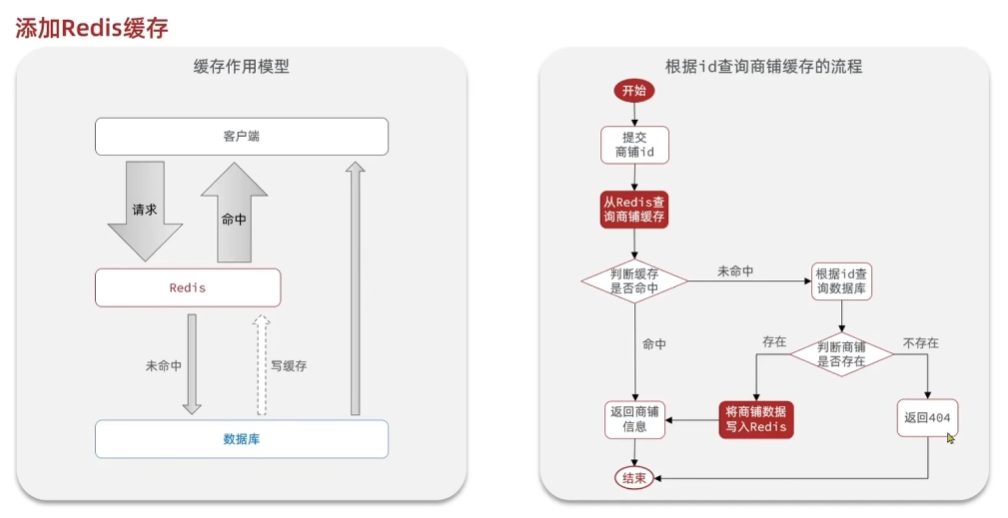 添加Redis缓存
缓存作用模型
客户端
请求
命中
Redis
未命中
写缓存
数据库
根据id查询商铺缓存的流程
开始
提交
商铺id
从Redis查
询商铺缓存
判断缓存
是否命中
未命中
根据id查
询数据库
命中
存在
判断商铺
是否存在
不存在
返回商铺
信息
将商铺数据
写入Redis
返回404
结束